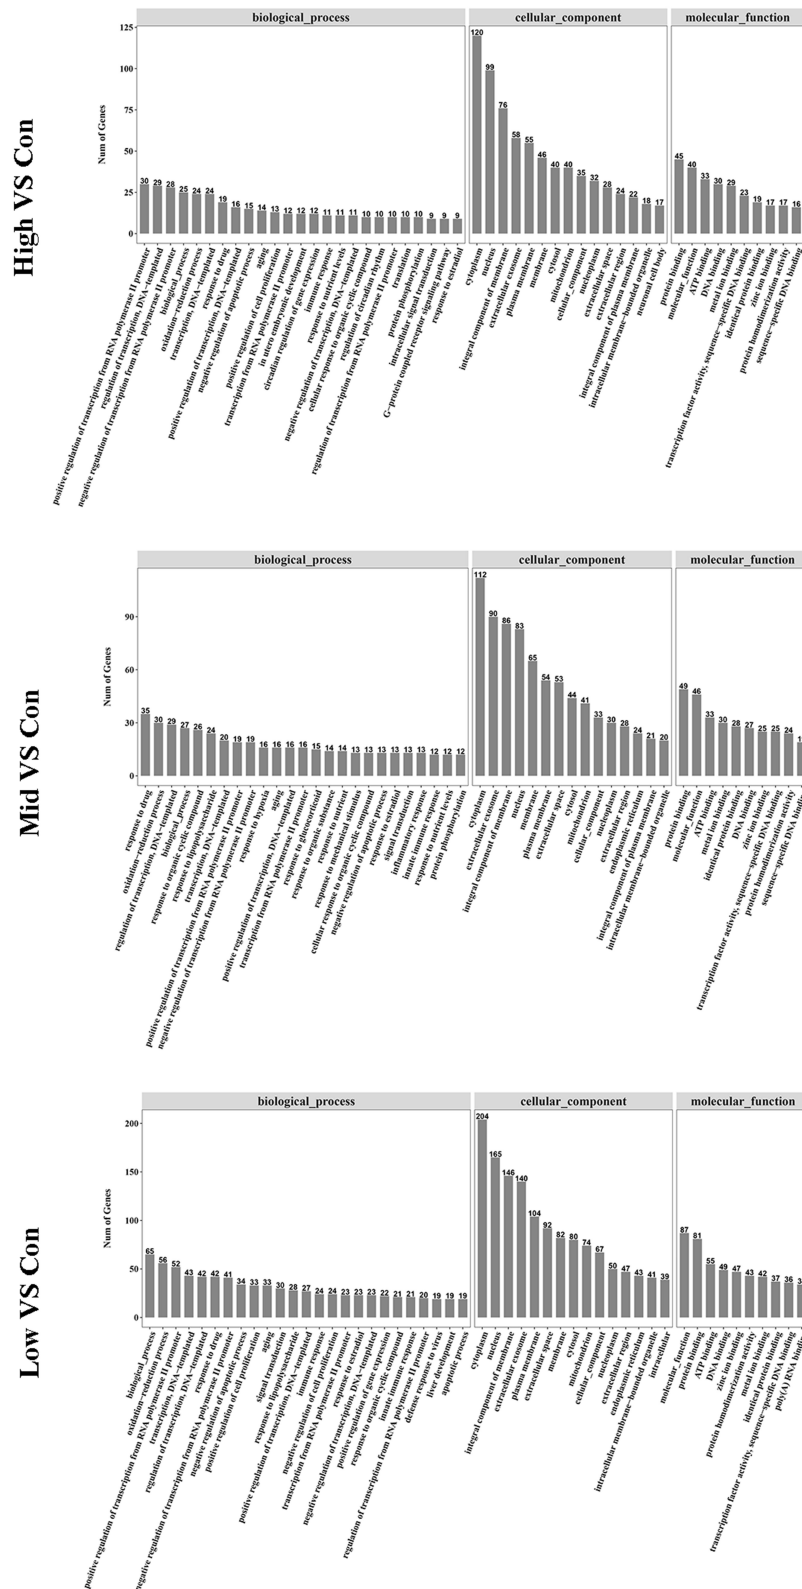 High VS Con
biological_process
cellular_component
molecular_function
Num of Genes
125
100
75
50
25
0
30
29
28
25
24
24
19
16
15
14
13
12
12
12
11
11
11
10
10
10
10
9
9
9
120
99
76
58
55
46
40
40
35
32
28
24
22
18
17
45
40
33
30
29
23
19
17
17
16
positive regulation of transcription from RNA polymerase II promoter
regulation of transcription, DNA−templated
negative regulation of transcription from RNA polymerase II promoter
biological_process
oxidation−reduction process
transcription, DNA−templated
response to drug
positive regulation of transcription, DNA−templated
negative regulation of apoptotic process
aging
positive regulation of cell proliferation
transcription from RNA polymerase II promoter
in utero embryonic development
circadian regulation of gene expression
immune response
response to nutrient levels
negative regulation of transcription, DNA−templated
cellular response to organic cyclic compound
regulation of circadian rhythm
regulation of transcription from RNA polymerase II promoter
translation
protein phosphorylation
intracellular signal transduction
G−protein coupled receptor signaling pathway
response to estradiol
cytoplasm
nucleus
integral component of membrane
extracellular exosome
plasma membrane
membrane
cytosol
mitochondrion
cellular_component
nucleoplasm
extracellular space
extracellular region
integral component of plasma membrane
intracellular membrane−bounded organelle
neuronal cell body
protein binding
molecular_function
ATP binding
DNA binding
metal ion binding
transcription factor activity, sequence−specific DNA binding
identical protein binding
zinc ion binding
protein homodimerization activity
sequence−specific DNA binding
Mid VS Con
biological_process
cellular_component
molecular_function
Num of Genes
90
60
30
0
35
30
29
27
26
24
20
19
19
16
16
16
16
15
14
14
13
13
13
13
13
12
12
12
112
90
86
83
65
54
53
44
41
33
30
28
24
21
20
49
46
33
30
28
27
25
25
24
response to drug
oxidation−reduction process
regulation of transcription, DNA−templated
biological_process
response to organic cyclic compound
response to lipopolysaccharide
transcription, DNA−templated
positive regulation of transcription from RNA polymerase II promoter
negative regulation of transcription from RNA polymerase II promoter
response to hypoxia
aging
positive regulation of transcription, DNA−templated
transcription from RNA polymerase II promoter
response to glucocorticoid
response to organic substance
response to nutrient
response to mechanical stimulus
cellular response to organic cyclic compound
negative regulation of apoptotic process
response to estradiol
signal transduction
inflammatory response
innate immune response
response to nutrient levels
protein phosphorylation
cytoplasm
extracellular exosome
integral component of membrane
nucleus
membrane
plasma membrane
extracellular space
cytosol
mitochondrion
cellular_component
nucleoplasm
extracellular region
endoplasmic reticulum
integral component of plasma membrane
intracellular membrane−bounded organelle
protein binding
molecular_function
ATP binding
metal ion binding
identical protein binding
DNA binding
zinc ion binding
transcription factor activity, sequence−specific DNA binding
protein homodimerization activity
sequence−specific DNA binding
Low VS Con
biological_process
cellular_component
molecular_function
Num of Genes
200
150
100
50
0
65
56
52
43
42
42
41
34
33
33
30
28
27
24
24
23
23
23
22
21
21
20
19
19
19
204
165
146
140
104
92
82
80
74
67
50
47
43
41
39
87
81
55
49
47
43
42
37
36
biological_process
oxidation−reduction process
positive regulation of transcription from RNA polymerase II promoter
transcription, DNA−templated
regulation of transcription, DNA−templated
response to drug
negative regulation of transcription from RNA polymerase II promoter
negative regulation of apoptotic process
positive regulation of cell proliferation
aging
signal transduction
response to lipopolysaccharide
positive regulation of transcription, DNA−templated
immune response
negative regulation of cell proliferation
transcription from RNA polymerase II promoter
response to estradiol
negative regulation of transcription, DNA−templated
positive regulation of gene expression
response to organic cyclic compound
innate immune response
regulation of transcription from RNA polymerase II promoter
defense response to virus
liver development
apoptotic process
cytoplasm
nucleus
integral component of membrane
extracellular exosome
plasma membrane
extracellular space
membrane
cytosol
mitochondrion
cellular_component
nucleoplasm
extracellular region
endoplasmic reticulum
intracellular membrane−bounded organelle
intracellular
molecular_function
protein binding
ATP binding
DNA binding
zinc ion binding
protein homodimerization activity
metal ion binding
identical protein binding
transcription factor activity, sequence−specific DNA binding
poly(A) RNA binding